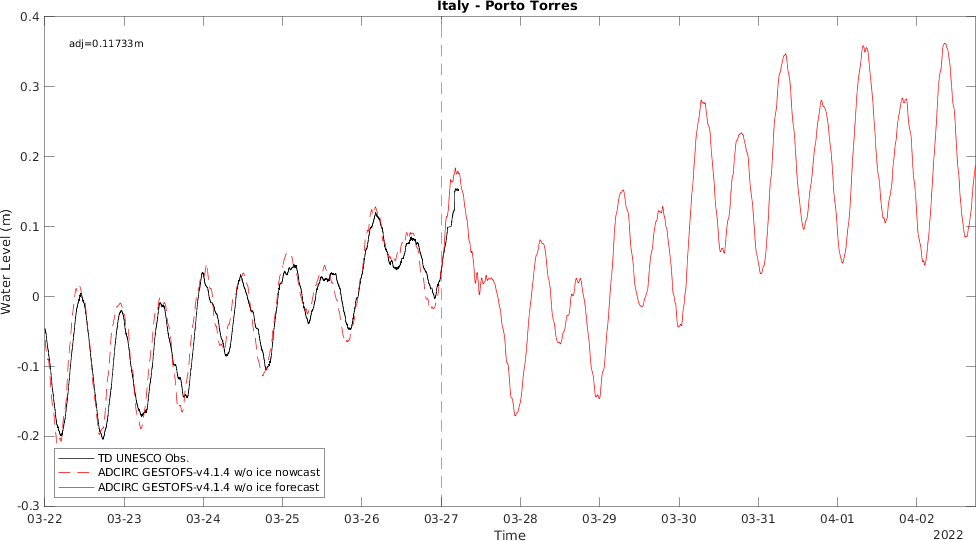 Italy - Porto Torres
adj=0.11733m
0.4
0.3
0.2
0.1
0
-0.1
-0.2
-0.3
Water Level (m)
TD UNESCO Obs.
ADCIRC GESTOFS-v4.1.4 w/o ice nowcast
ADCIRC GESTOFS-v4.1.4 w/o ice forecast
03-22 03-23 03-24 03-25 03-26 03-27 03-28 03-29 03-30 03-31 04-01 04-02
Time
2022